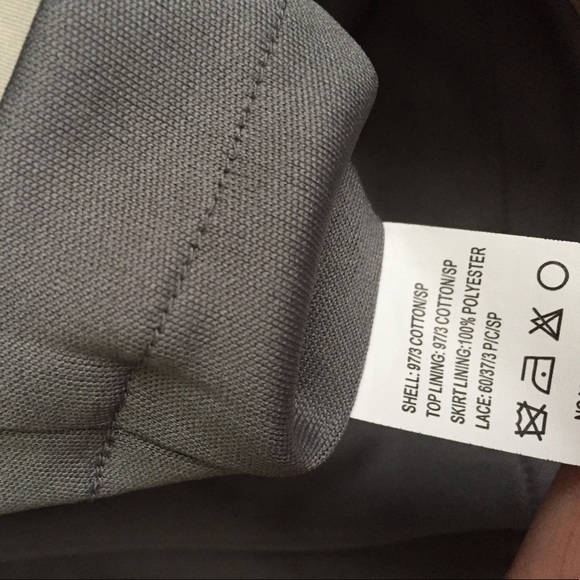 SHELL: 97/3 COTTON/SP
TOP LINING: 97/3 COTTON/SP
SKIRT LINING:100% POLYESTER
LACE: 60/37/3 P/C/SP